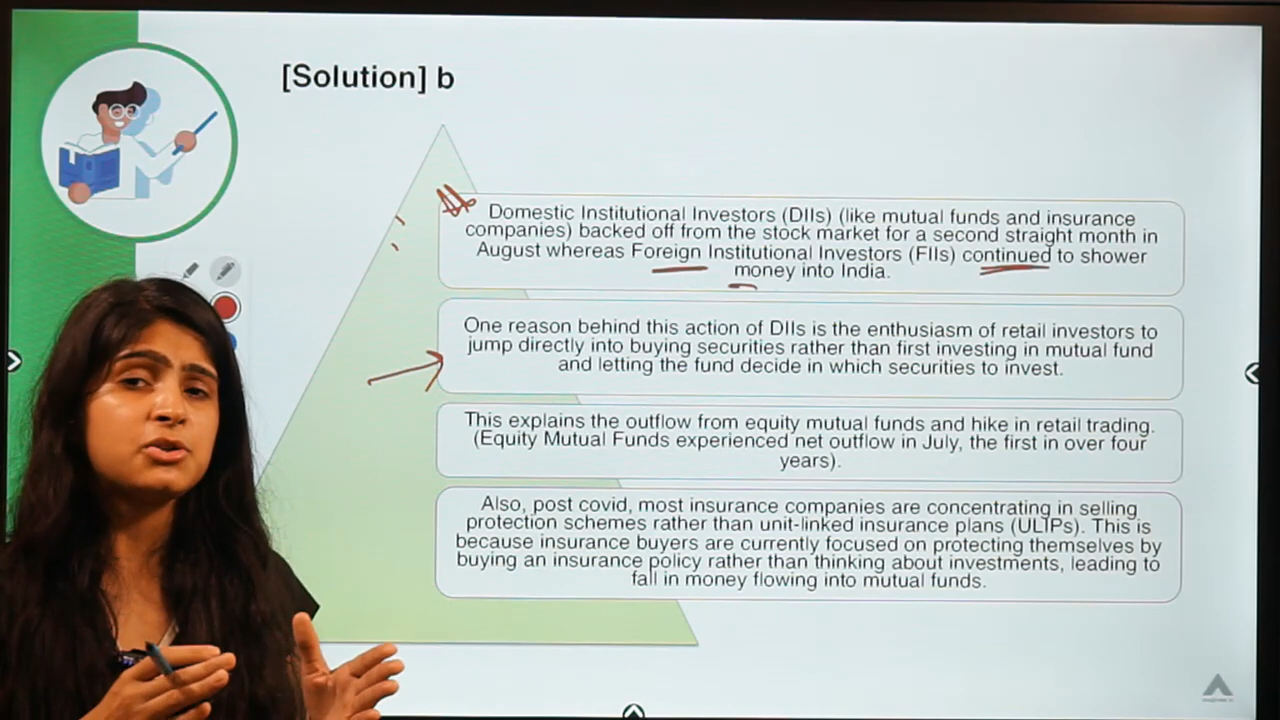 [Solution] b
Domestic Institutional Investors (DIIs) (like mutual funds and insurance
companies) backed off from the stock market for a second straight month in
August whereas Foreign Institutional Investors (FIIs) continued to shower
money into India.
One reason behind this action of DIIs is the enthusiasm of retail investors to
jump directly into buying securities rather than first investing in mutual fund
and letting the fund decide in which securities to invest.
This explains the outflow from equity mutual funds and hike in retail trading.
(Equity Mutual Funds experienced net outflow in July, the first in over four
years).
Also, post covid, most insurance companies are concentrating in selling
protection schemes rather than unit-linked insurance plans (ULIPs). This is
because insurance buyers are currently focused on protecting themselves by
buying an insurance policy rather than thinking about investments, leading to
fall in money flowing into mutual funds.